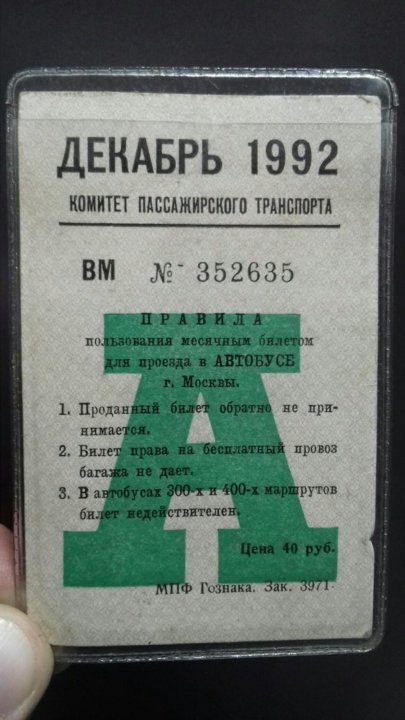 ДЕКАБРЬ 1992
КОМИТЕТ ПАССАЖИРСКОГО ТРАНСПОРТА
ВМ № 352635
А
ПРАВИЛА
пользования месячным билетом
для проезда в АВТОБУСЕ
г. Москвы.
1. Проданный билет обратно не при-
нимается.
2. Билет права на бесплатный провоз
багажа не дает.
3. В автобусах 300-х и 400-х маршрутов
билет недействителен.
Цена 40 руб.
МПФ Гознака. Зак. 3971